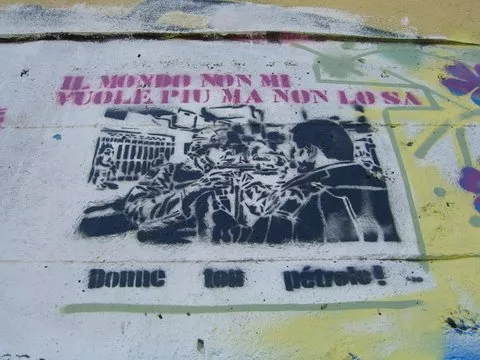 IL MONDO NON MI
VUOLE PIU MA NON LO SA
Donne ton pétrole!